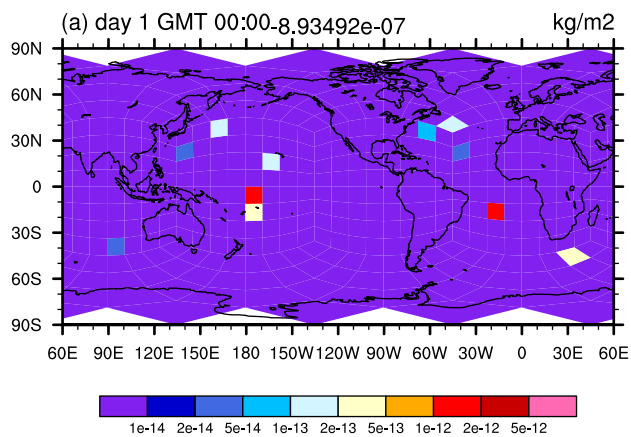 (a) day 1 GMT 00:00 -8.93492e-07 kg/m2
90N
60N
30N
0
30S
60S
90S
60E 90E 120E 150E 180 150W 120W 90W 60W 30W 0 30E 60E
1e-14 2e-14 5e-14 1e-13 2e-13 5e-13 1e-12 2e-12 5e-12